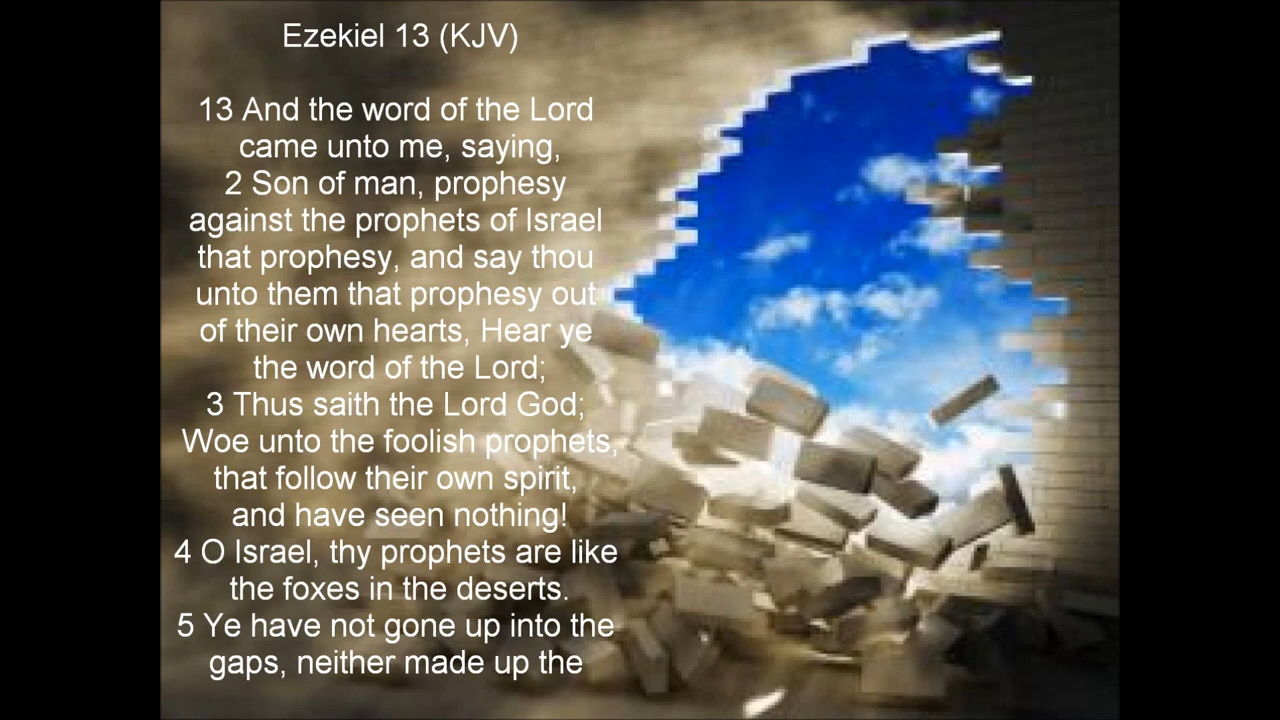 Ezekiel 13 (KJV)
13 And the word of the Lord
came unto me, saying,
2 Son of man, prophesy
against the prophets of Israel
that prophesy, and say thou
unto them that prophesy out
of their own hearts, Hear ye
the word of the Lord;
3 Thus saith the Lord God;
Woe unto the foolish prophets,
that follow their own spirit,
and have seen nothing!
4 O Israel, thy prophets are like
the foxes in the deserts.
5 Ye have not gone up into the
gaps, neither made up the